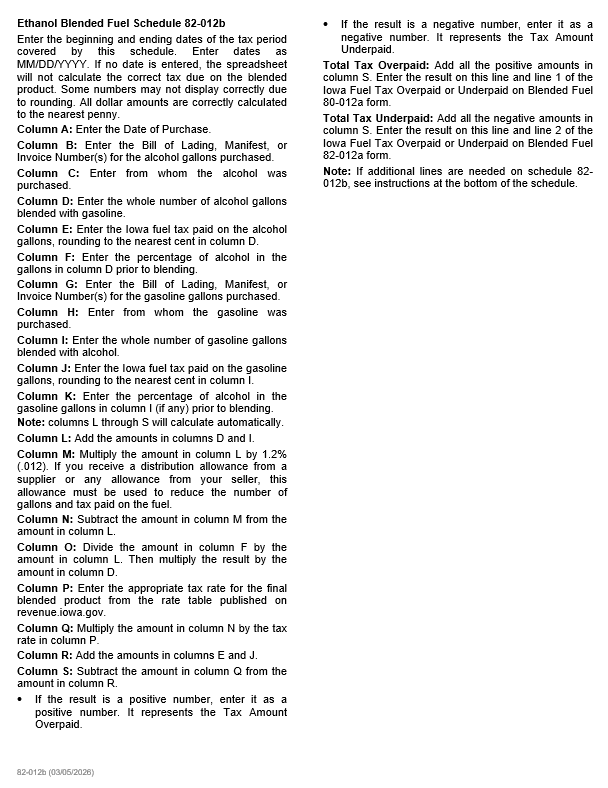 Ethanol Blended Fuel Schedule 82-012b
Enter the beginning and ending dates of the tax period
covered by this schedule. Enter dates as
MM/DD/YYYY. If no date is entered, the spreadsheet
will not calculate the correct tax due on the blended
product. Some numbers may not display correctly due
to rounding. All dollar amounts are correctly calculated
to the nearest penny.
Column A: Enter the Date of Purchase.
Column B: Enter the Bill of Lading, Manifest, or
Invoice Number(s) for the alcohol gallons purchased.
Column C: Enter from whom the alcohol was
purchased.
Column D: Enter the whole number of alcohol gallons
blended with gasoline.
Column E: Enter the Iowa fuel tax paid on the alcohol
gallons, rounding to the nearest cent in column D.
Column F: Enter the percentage of alcohol in the
gallons in column D prior to blending.
Column G: Enter the Bill of Lading, Manifest, or
Invoice Number(s) for the gasoline gallons purchased.
Column H: Enter from whom the gasoline was
purchased.
Column I: Enter the whole number of gasoline gallons
blended with alcohol.
Column J: Enter the Iowa fuel tax paid on the gasoline
gallons, rounding to the nearest cent in column I.
Column K: Enter the percentage of alcohol in the
gasoline gallons in column I (if any) prior to blending.
Note: columns L through S will calculate automatically.
Column L: Add the amounts in columns D and I.
Column M: Multiply the amount in column L by 1.2%
(.012). If you receive a distribution allowance from a
supplier or any allowance from your seller, this
allowance must be used to reduce the number of
gallons and tax paid on the fuel.
Column N: Subtract the amount in column M from the
amount in column L.
Column O: Divide the amount in column F by the
amount in column L. Then multiply the result by the
amount in column D.
Column P: Enter the appropriate tax rate for the final
blended product from the rate table published on
revenue.iowa.gov.
Column Q: Multiply the amount in column N by the tax
rate in column P.
Column R: Add the amounts in columns E and J.
Column S: Subtract the amount in column Q from the
amount in column R.
• If the result is a positive number, enter it as a
positive number. It represents the Tax Amount
Overpaid.
• If the result is a negative number, enter it as a
negative number. It represents the Tax Amount
Underpaid.
Total Tax Overpaid: Add all the positive amounts in
column S. Enter the result on this line and line 1 of the
Iowa Fuel Tax Overpaid or Underpaid on Blended Fuel
80-012a form.
Total Tax Underpaid: Add all the negative amounts in
column S. Enter the result on this line and line 2 of the
Iowa Fuel Tax Overpaid or Underpaid on Blended Fuel
82-012a form.
Note: If additional lines are needed on schedule 82-
012b, see instructions at the bottom of the schedule.
82-012b (03/05/2026)